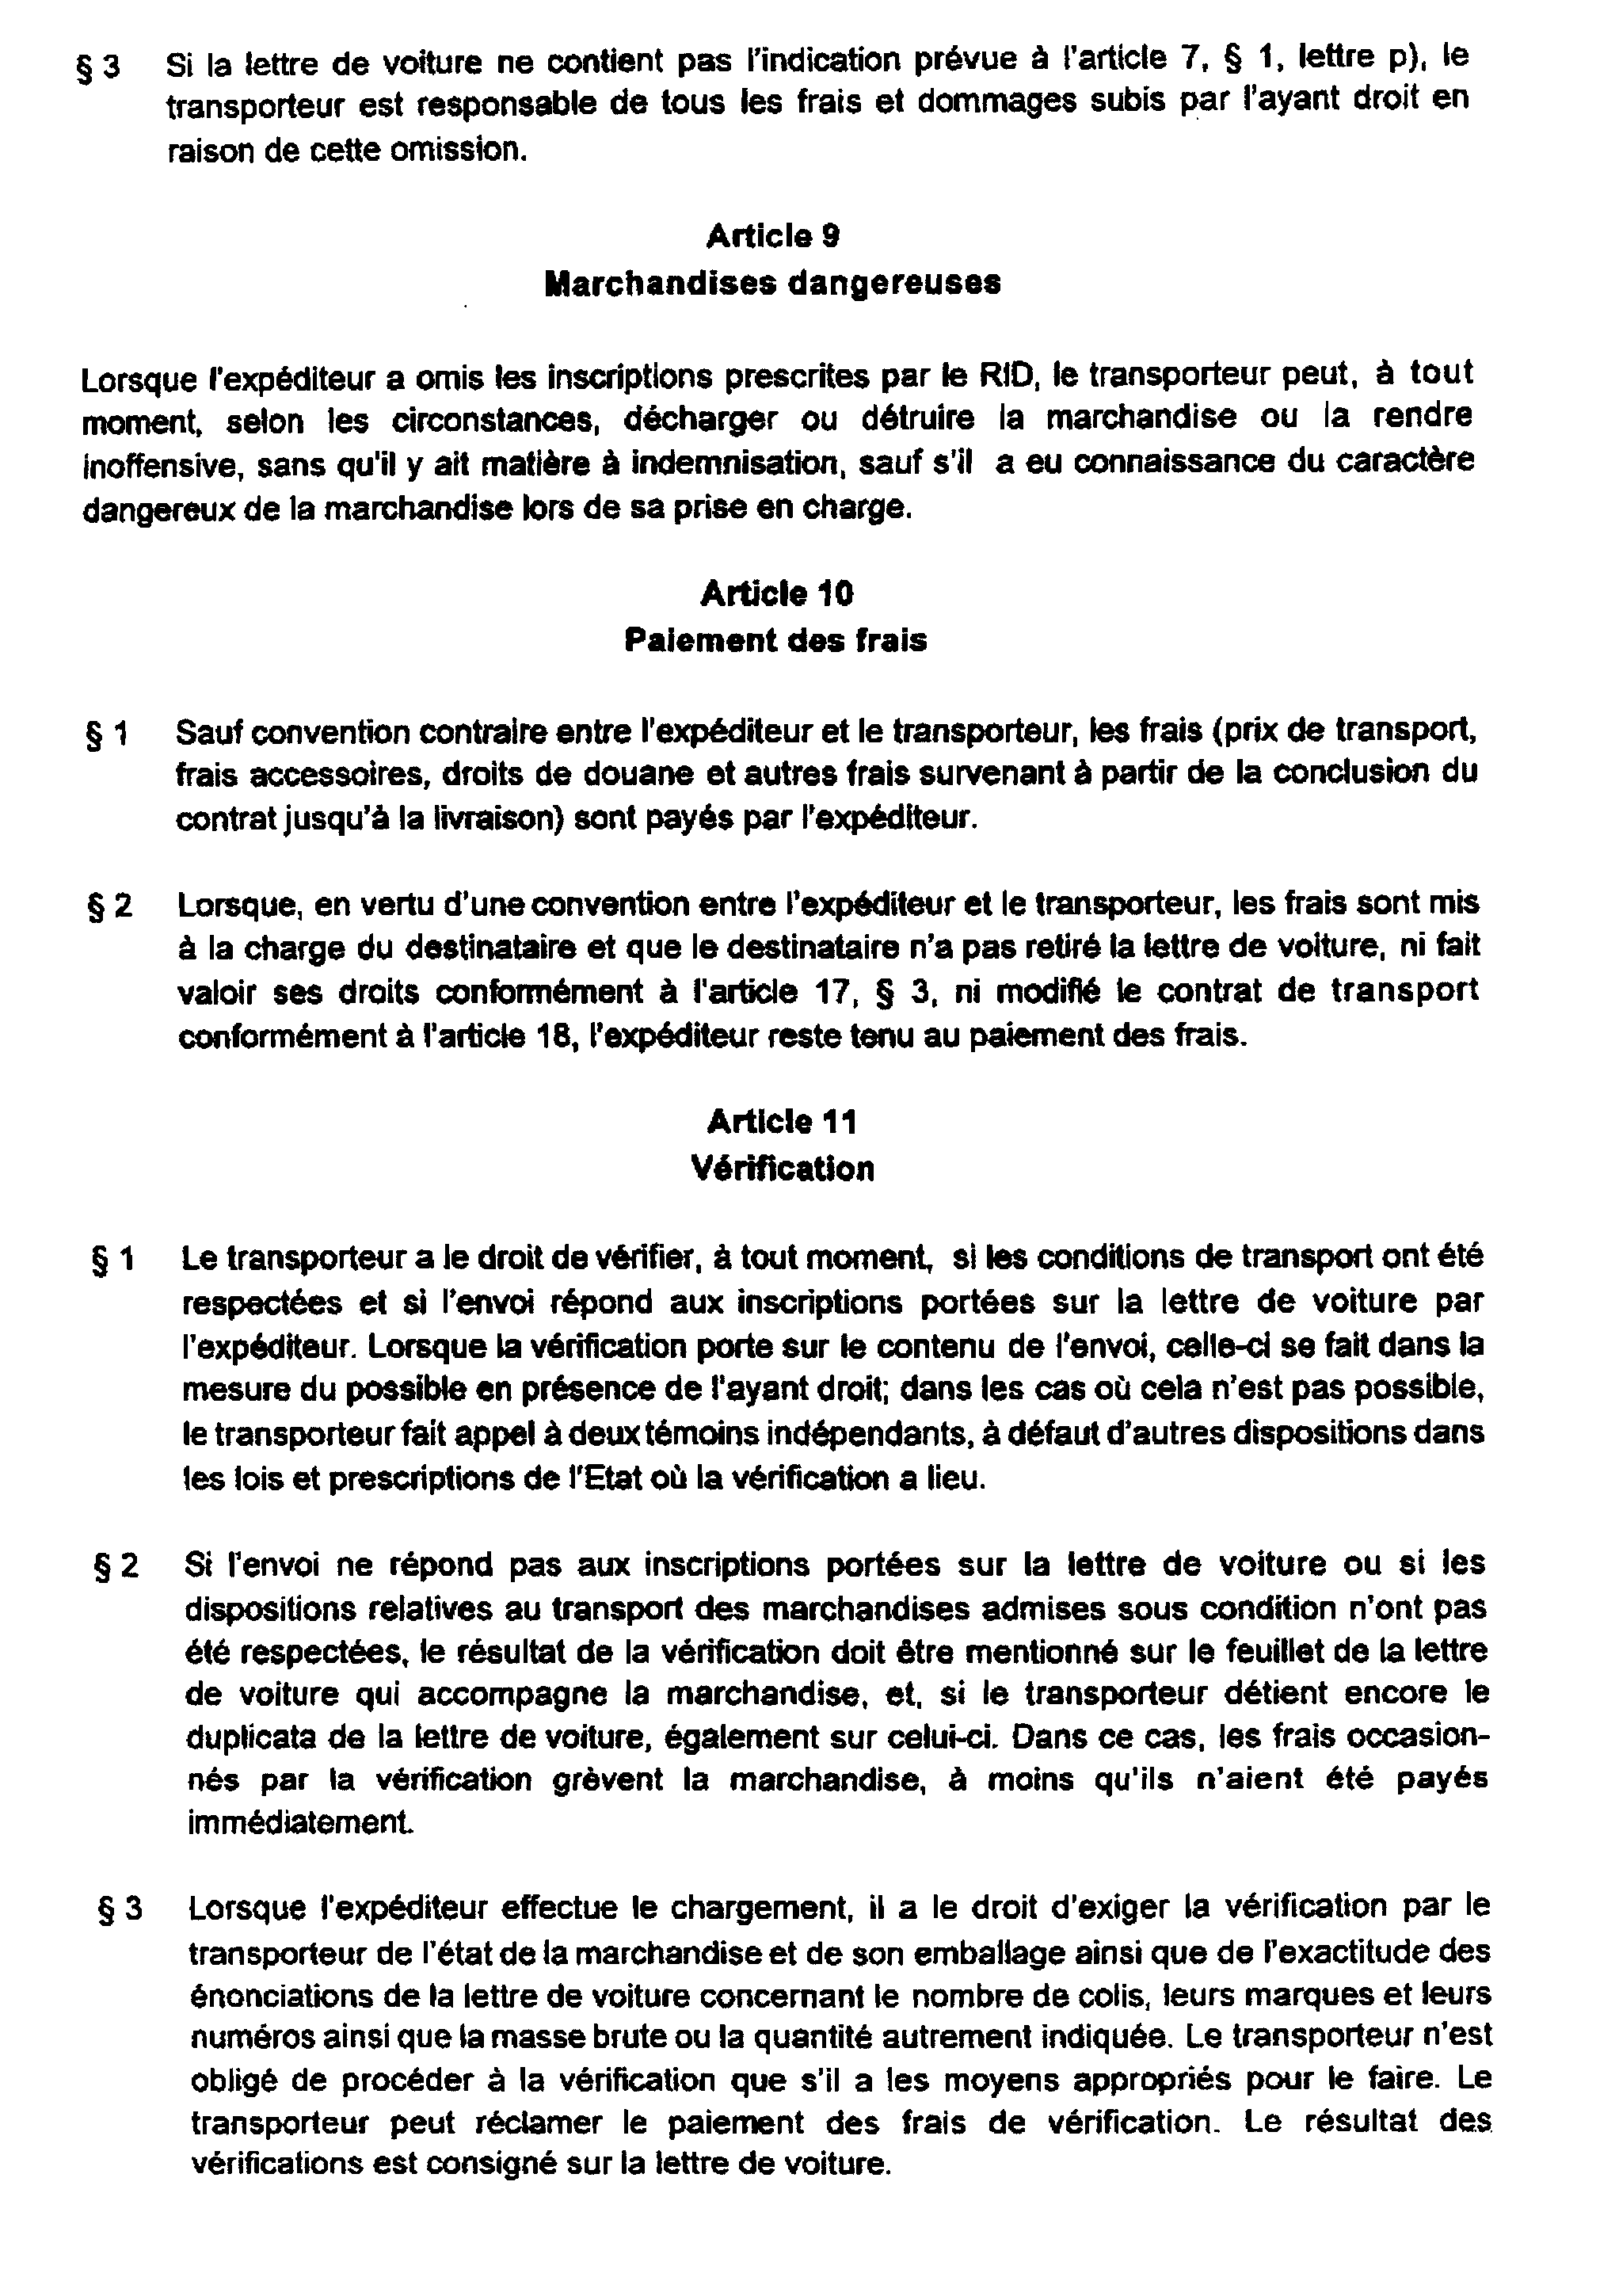 § 3 Si la lettre de voiture ne contient pas l'indication prévue à l'article 7, § 1, lettre p), le
transporteur est responsable de tous les frais et dommages subis par l'ayant droit en
raison de cette omission.
Article 9
Marchandises dangereuses
Lorsque l'expéditeur a omis les inscriptions prescrites par le RID, le transporteur peut, à tout
moment, selon les circonstances, décharger ou détruire la marchandise ou la rendre
inoffensive, sans qu'il y ait matière à indemnisation, sauf s'il a eu connaissance du caractère
dangereux de la marchandise lors de sa prise en charge.
Article 10
Paiement des frais
§ 1 Sauf convention contraire entre l'expéditeur et le transporteur, les frais (prix de transport,
frais accessoires, droits de douane et autres frais survenant à partir de la conclusion du
contrat jusqu'à la livraison) sont payés par l'expéditeur.
§ 2 Lorsque, en vertu d'une convention entre l'expéditeur et le transporteur, les frais sont mis
à la charge du destinataire et que le destinataire n'a pas retiré la lettre de voiture, ni fait
valoir ses droits conformément à l'article 17, § 3, ni modifié le contrat de transport
conformément à l'article 18, l'expéditeur reste tenu au paiement des frais.
Article 11
Vérification
§ 1 Le transporteur a le droit de vérifier, à tout moment, si les conditions de transport ont été
respectées et si l'envoi répond aux inscriptions portées sur la lettre de voiture par
l'expéditeur. Lorsque la vérification porte sur le contenu de l'envoi, celle-ci se fait dans la
mesure du possible en présence de l'ayant droit; dans les cas où cela n'est pas possible,
le transporteur fait appel à deux témoins indépendants, à défaut d'autres dispositions dans
les lois et prescriptions de l'Etat où la vérification a lieu.
§ 2 Si l'envoi ne répond pas aux inscriptions portées sur la lettre de voiture ou si les
dispositions relatives au transport des marchandises admises sous condition n'ont pas
été respectées, le résultat de la vérification doit être mentionné sur le feuillet de la lettre
de voiture qui accompagne la marchandise, et, si le transporteur détient encore le
duplicata de la lettre de voiture, également sur celui-ci. Dans ce cas, les frais occasion-
nés par la vérification grèvent la marchandise, à moins qu'ils n'aient été payés
immédiatement.
§ 3 Lorsque l'expéditeur effectue le chargement, il a le droit d'exiger la vérification par le
transporteur de l'état de la marchandise et de son emballage ainsi que de l'exactitude des
énonciations de la lettre de voiture concernant le nombre de colis, leurs marques et leurs
numéros ainsi que la masse brute ou la quantité autrement indiquée. Le transporteur n'est
obligé de procéder à la vérification que s'il a les moyens appropriés pour le faire. Le
transporteur peut réclamer le paiement des frais de vérification. Le résultat des
vérifications est consigné sur la lettre de voiture.